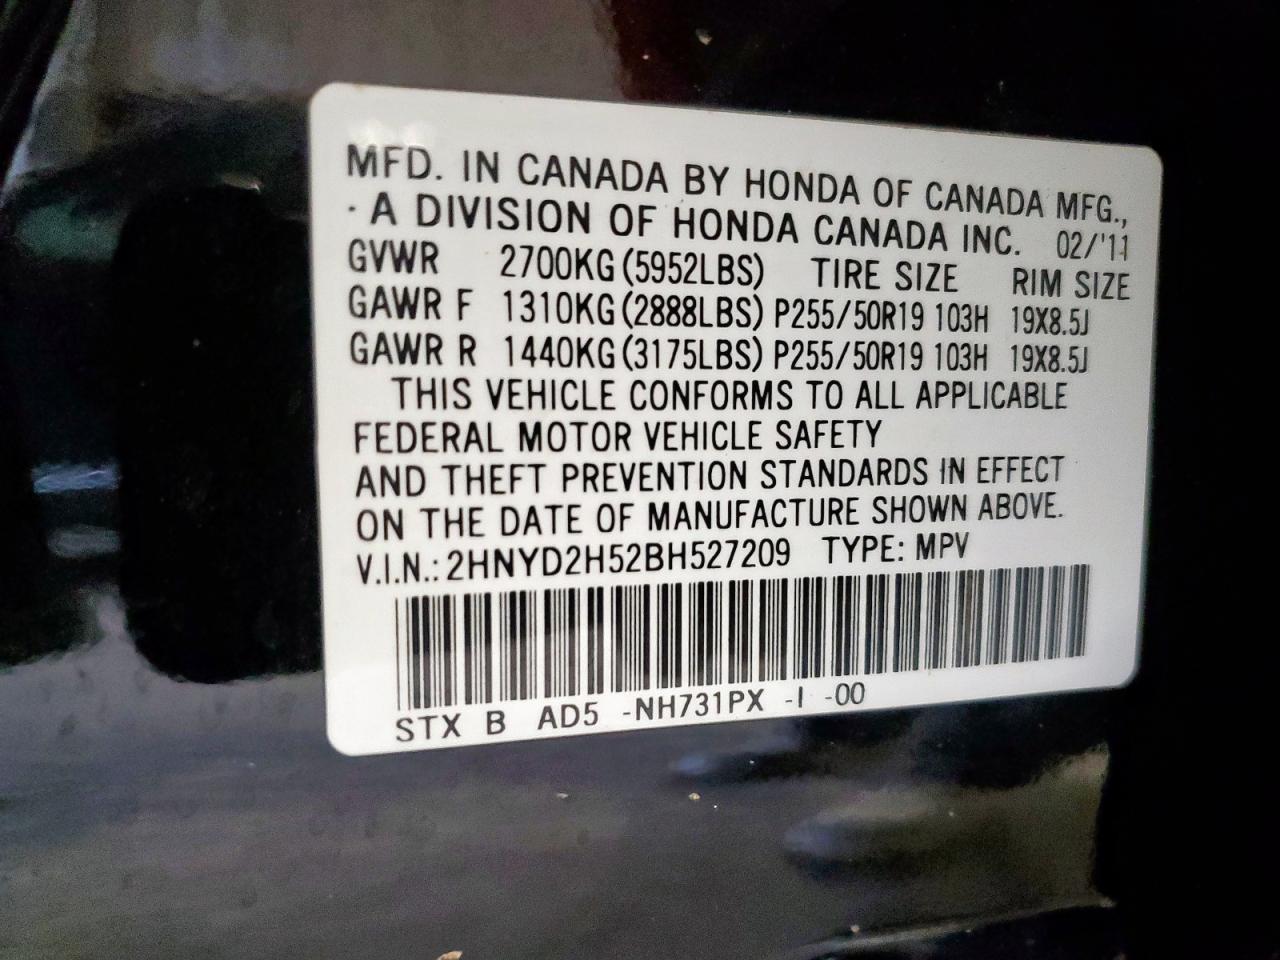 MFD. IN CANADA BY HONDA OF CANADA MFG.,
A DIVISION OF HONDA CANADA INC. 02/'11
GVWR 2700KG (5952LBS) TIRE SIZE RIM SIZE
GAWR F 1310KG (2888LBS) P255/50R19 103H 19X8.5J
GAWR R 1440KG (3175LBS) P255/50R19 103H 19X8.5J
THIS VEHICLE CONFORMS TO ALL APPLICABLE
FEDERAL MOTOR VEHICLE SAFETY
AND THEFT PREVENTION STANDARDS IN EFFECT
ON THE DATE OF MANUFACTURE SHOWN ABOVE.
V.I.N.: 2HNYD2H52BH527209 TYPE: MPV
STX B AD5 -NH731PX -I -00